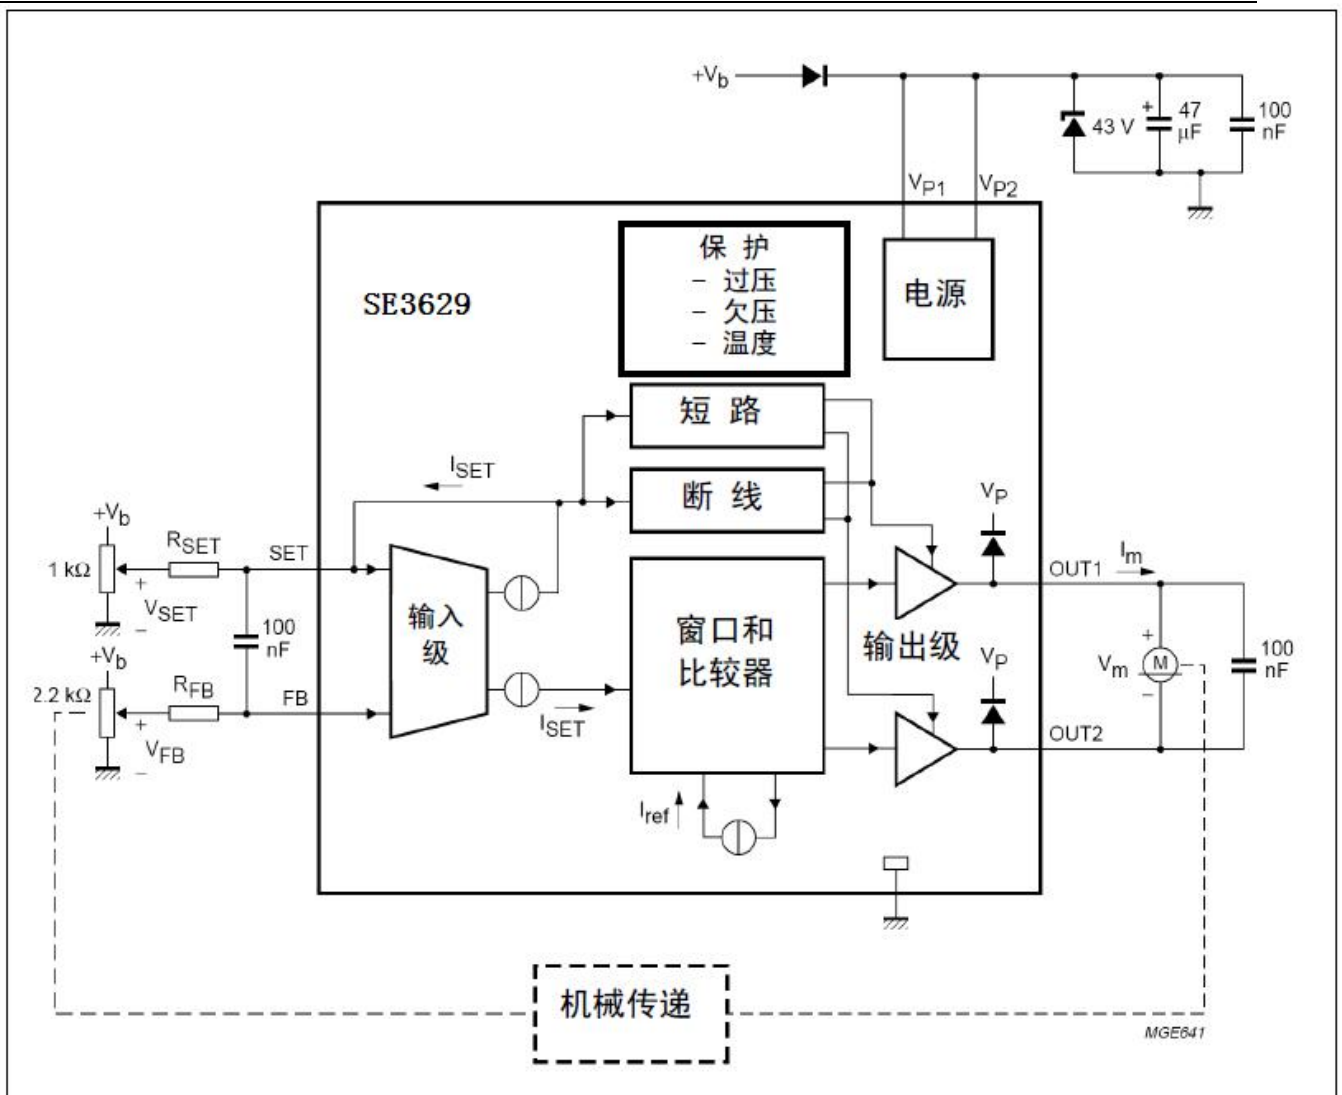 +Vb
43 V
+
47
μF
100
nF
VP1
VP2
保 护
– 过压
– 欠压
– 温度
电源
SE3629
短 路
ISET
断线
VP
+Vb
RSET
SET
1 kΩ
+
VSET
–
100
nF
输入
级
窗口和
比较器
输出级
OUT1
Im
+Vb
2.2 kΩ
RFB
FB
+
VFB
–
ISET
VP
Vm
+
M
–
100
nF
OUT2
Iref
机械传递
MGE641